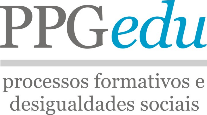 PPGedu
processos formativos e
desigualdades sociais